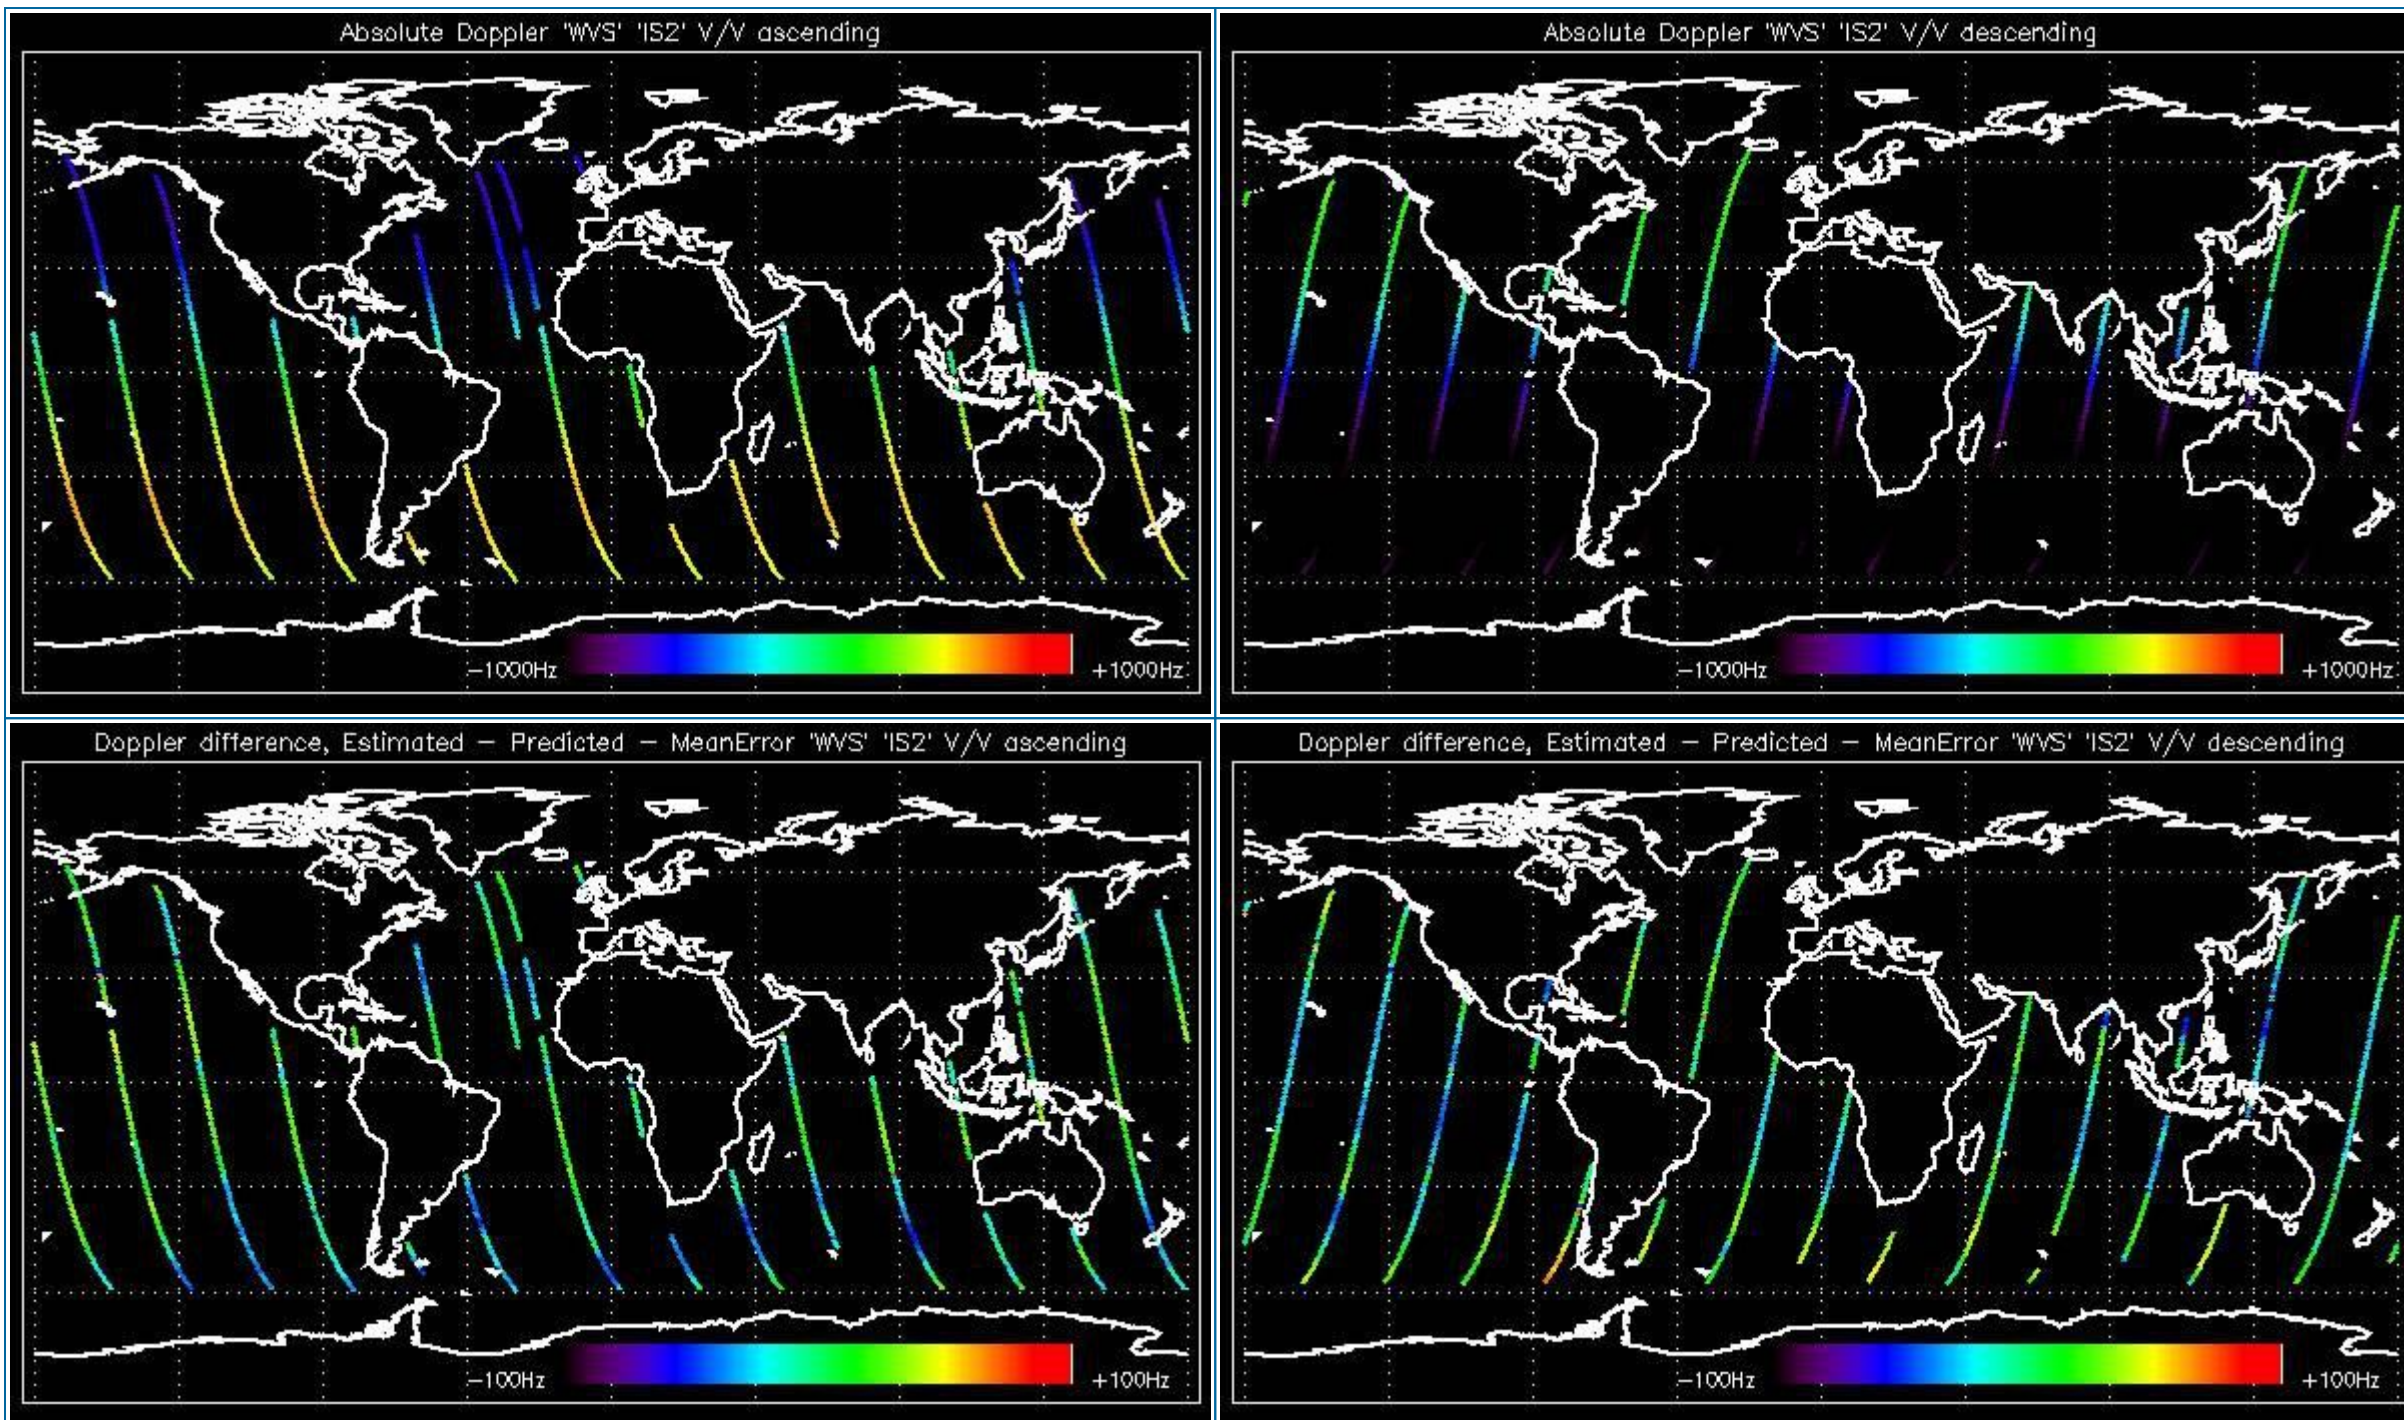 Absolute Doppler 'WVS' 'IS2' V/V ascending
-1000Hz
+1000Hz
Absolute Doppler 'WVS' 'IS2' V/V descending
-1000Hz
+1000Hz
Doppler difference, Estimated - Predicted - MeanError 'WVS' 'IS2' V/V ascending
-100Hz
+100Hz
Doppler difference, Estimated - Predicted - MeanError 'WVS' 'IS2' V/V descending
-100Hz
+100Hz